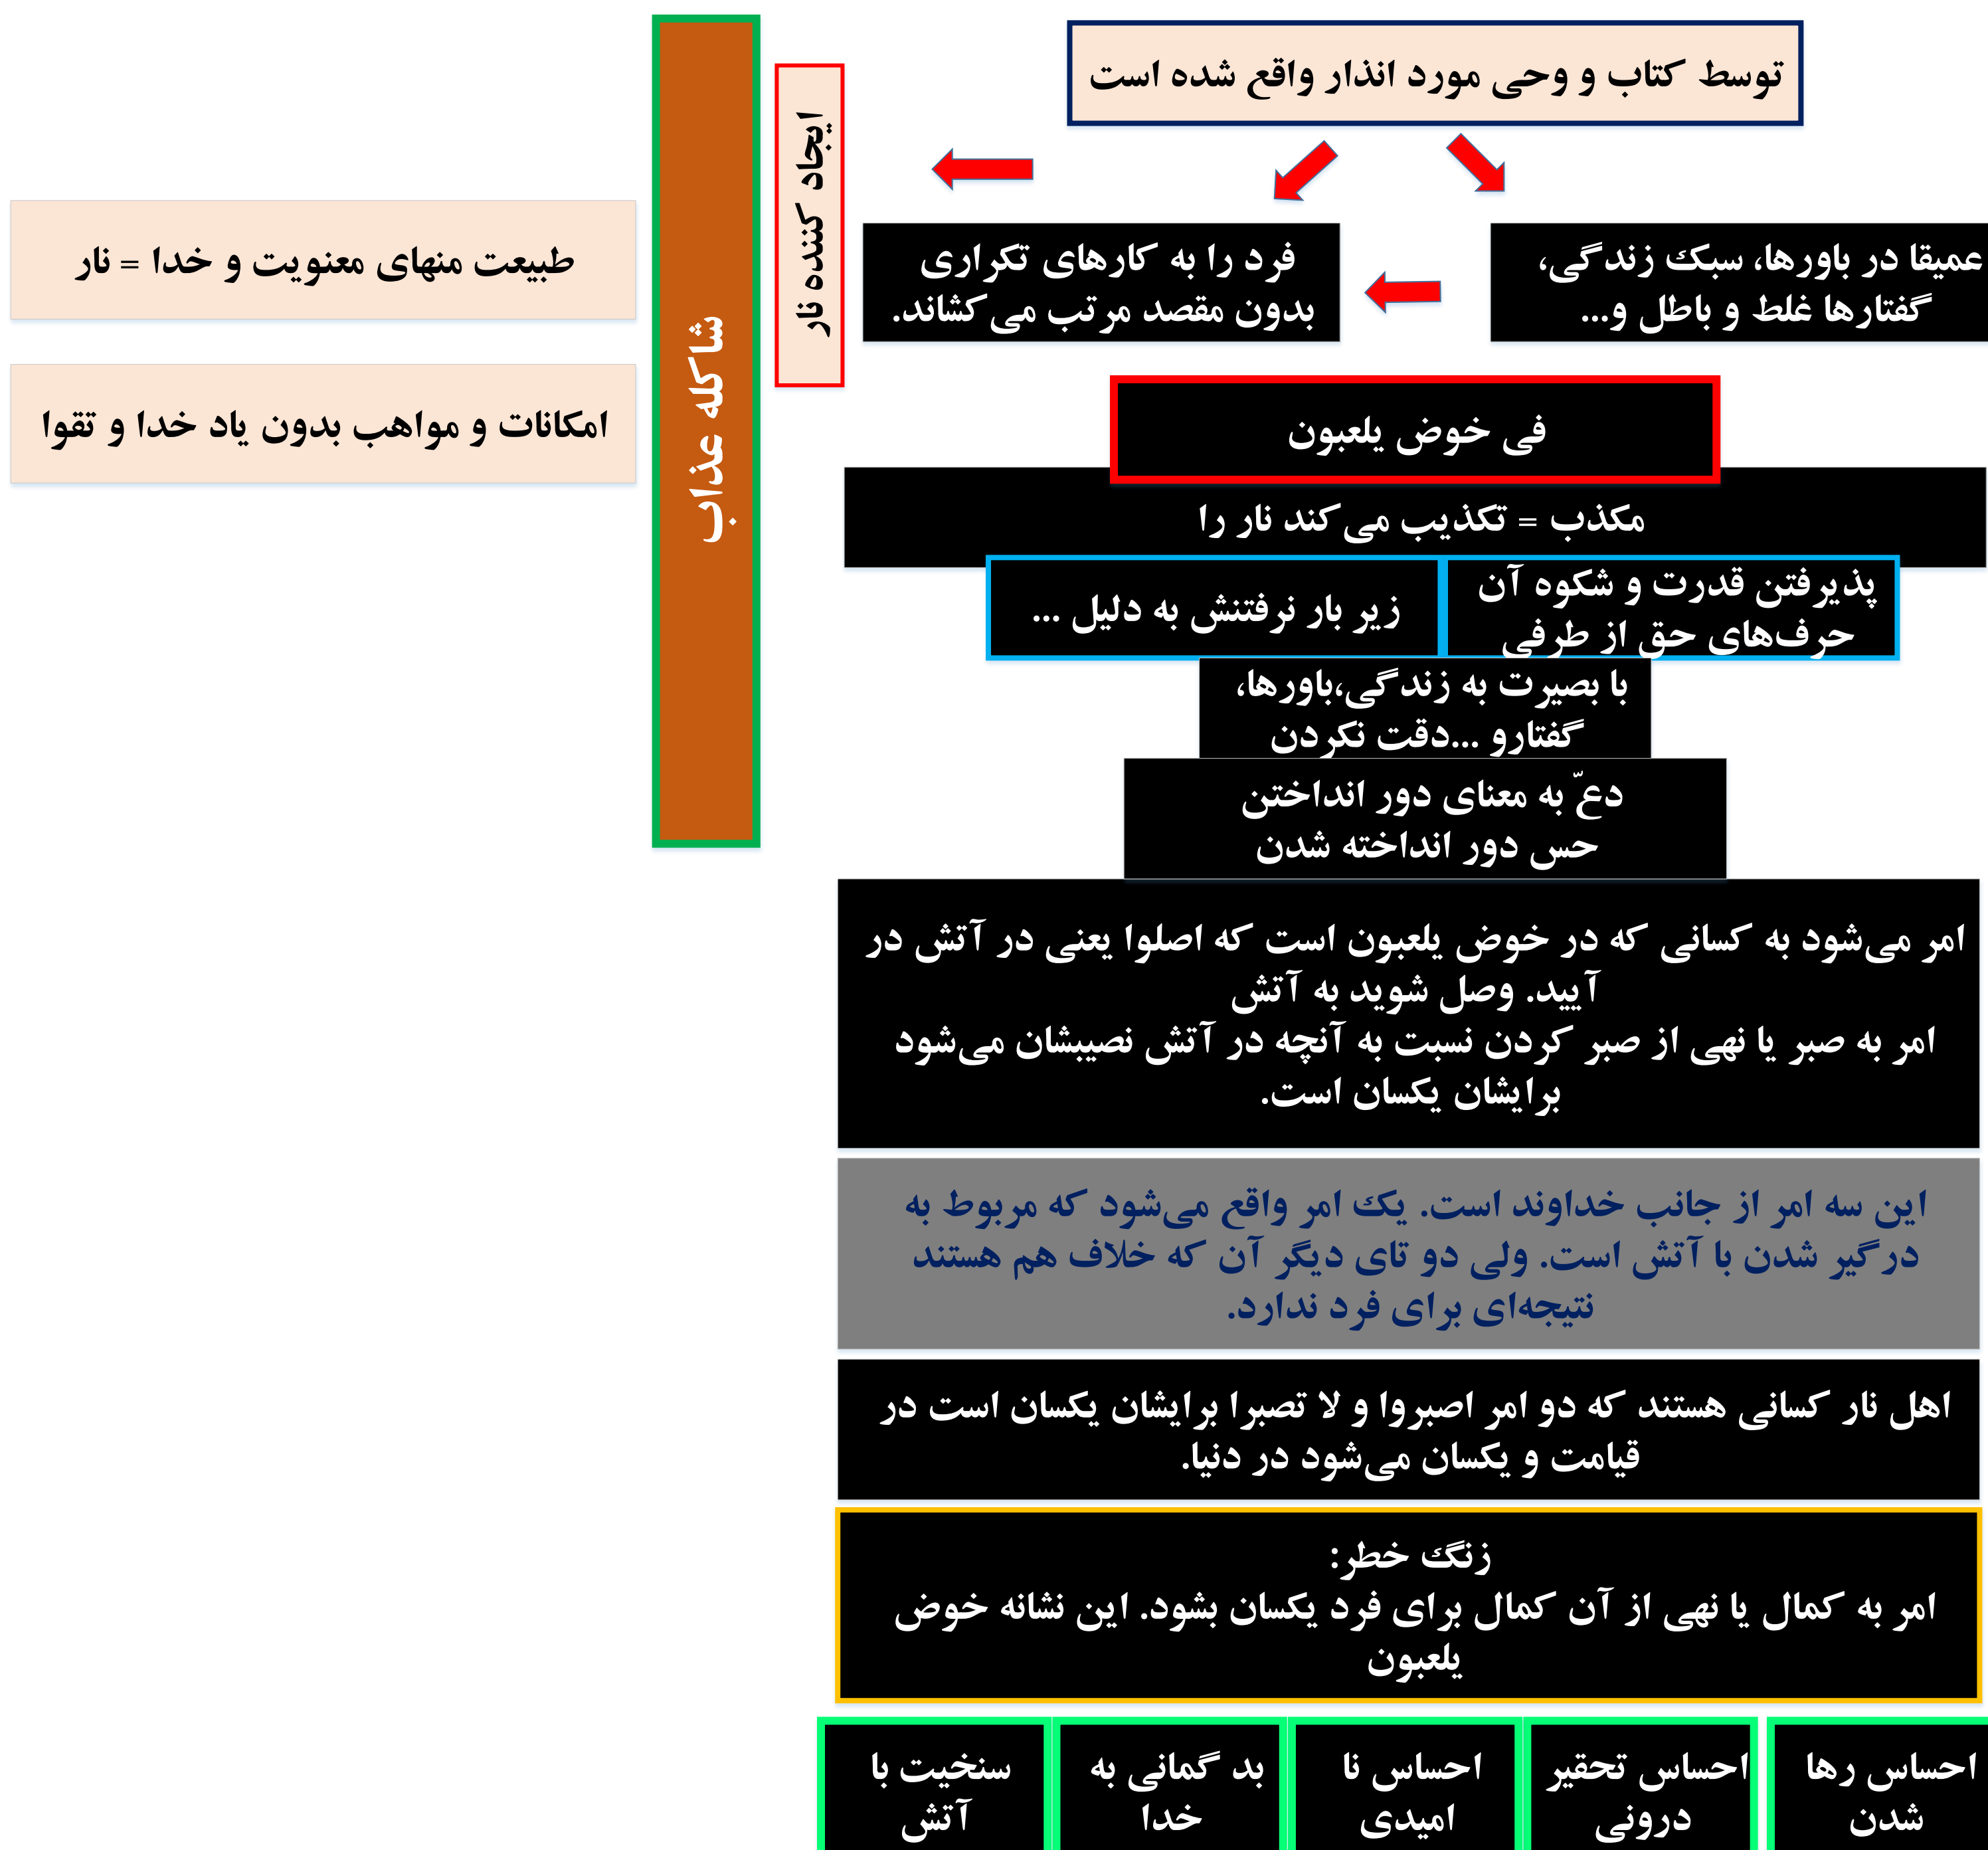 توسط کتاب و وحی مورد انذار واقع شده است
عمیقا در باورها، سبک زندگی،
گفتارها غلط و باطل و...
فرد را به کارهای تکراری
بدون مقصد مرتب می کشاند.
ایجاد کننده نار
شاکله عذاب
طبیعت منهای معنویت و خدا = نار
امکانات و مواهب بدون یاد خدا و تقوا
فی خوض یلعبون
مکذب = تکذیب می‌کند نار را
پذیرفتن قدرت و شکوه آن
حرف‌های حق از طرفی
زیر بار نرفتنش به دلیل ...
با بصیرت به زندگی،باورها،
گفتارو ...دقت نکردن
دعّ به معنای دور انداختن
حس دور انداخته شدن
امر می‌شود به کسانی که در خوض یلعبون است که اصلوا یعنی در آتش در
آیید. وصل شوید به آتش
امر به صبر یا نهی از صبر کردن نسبت به آنچه در آتش نصیبشان می‌شود
برایشان یکسان است.
این سه امر از جانب خداوند است. یک امر واقع می‌شود که مربوط به
درگیر شدن با آتش است. ولی دو تای دیگر آن که خلاف هم هستند
نتیجه‌ای برای فرد ندارد.
اهل نار کسانی هستند که دو امر اصبروا و لا تصبرا برایشان یکسان است در
قیامت و یکسان می‌شود در دنیا.
زنگ خطر:
امر به کمال یا نهی از آن کمال برای فرد یکسان بشود. این نشانه خوض
یلعبون
احساس رها
شدن
احساس تحقیر
درونی
احساس نا
امیدی
بد گمانی به
خدا
سنخیت با
آتش